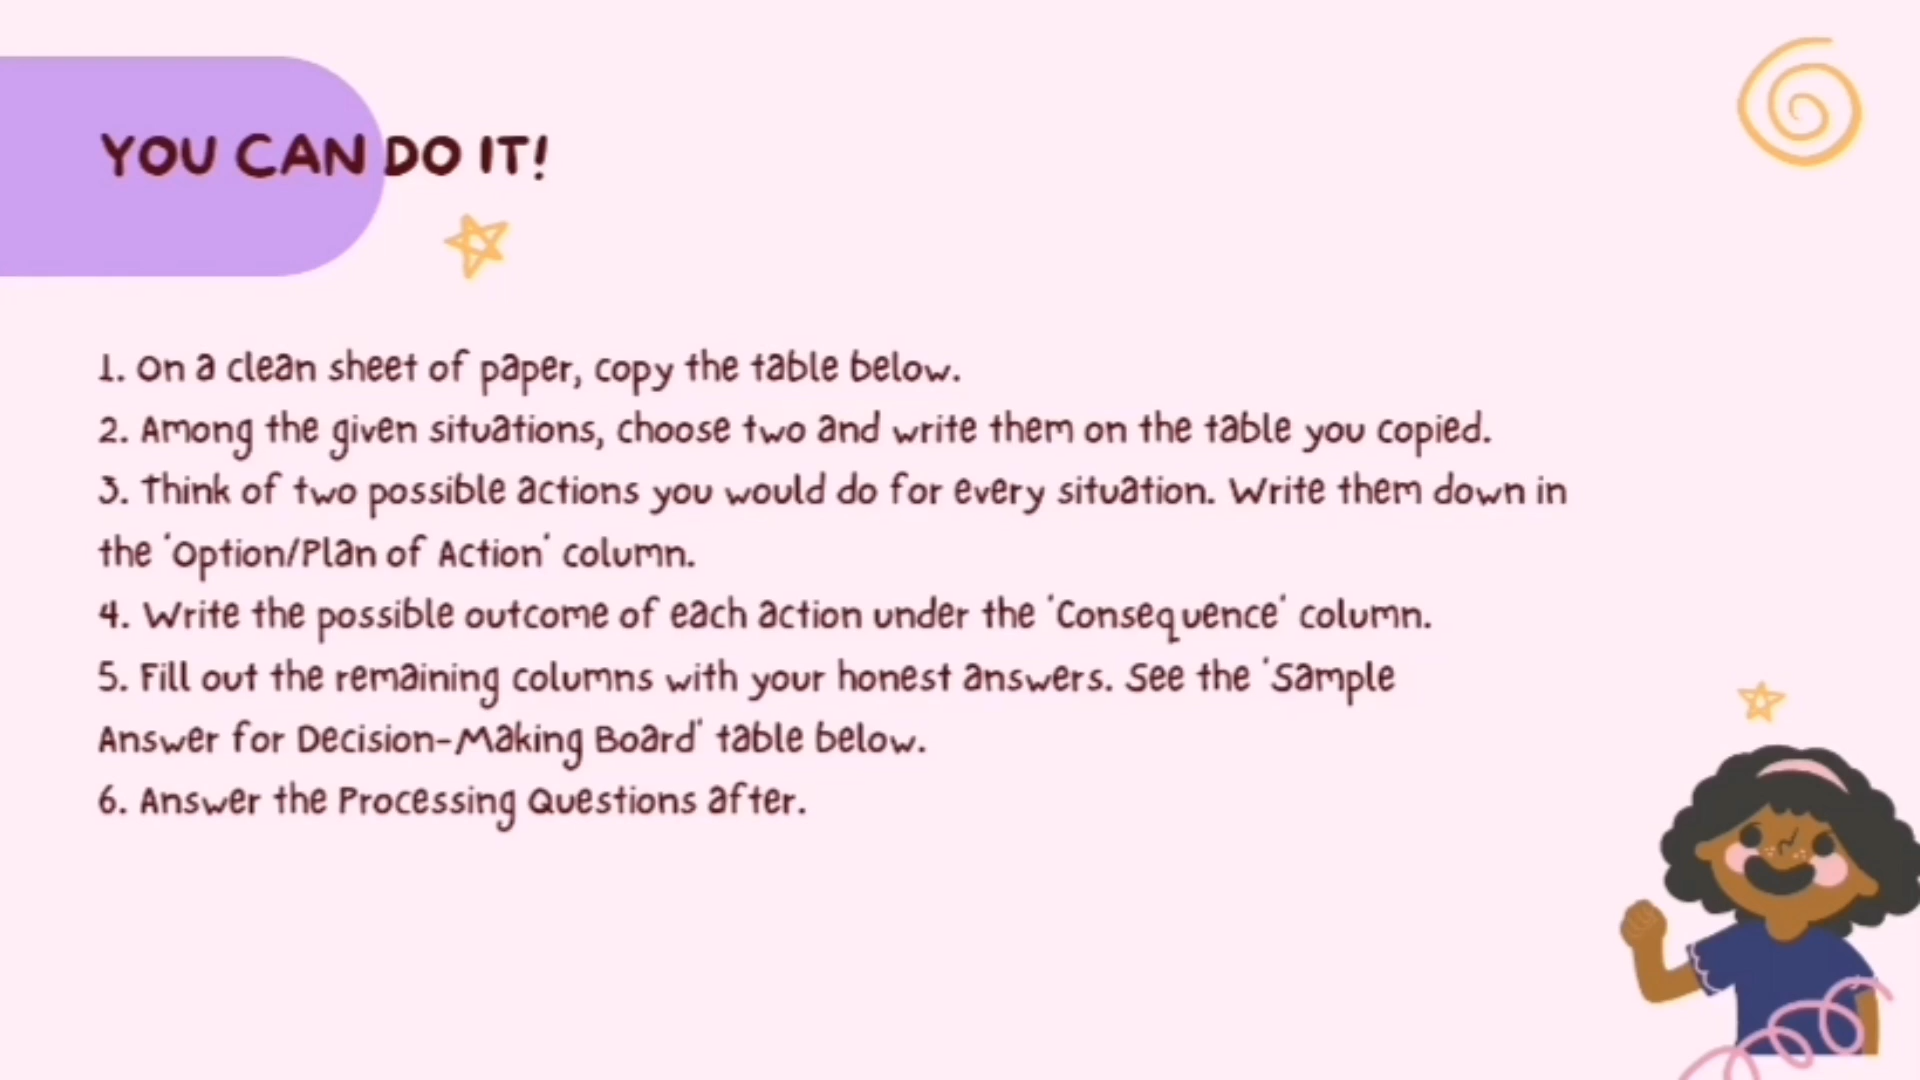 YOU CAN DO IT!
1. On a clean sheet of paper, copy the table below.
2. Among the given situations, choose two and write them on the table you copied.
3. Think of two possible actions you would do for every situation. Write them down in
the 'Option/Plan of Action' column.
4. Write the possible outcome of each action under the 'Consequence' column.
5. Fill out the remaining columns with your honest answers. See the 'Sample
Answer for Decision-Making Board' table below.
6. Answer the Processing Questions after.